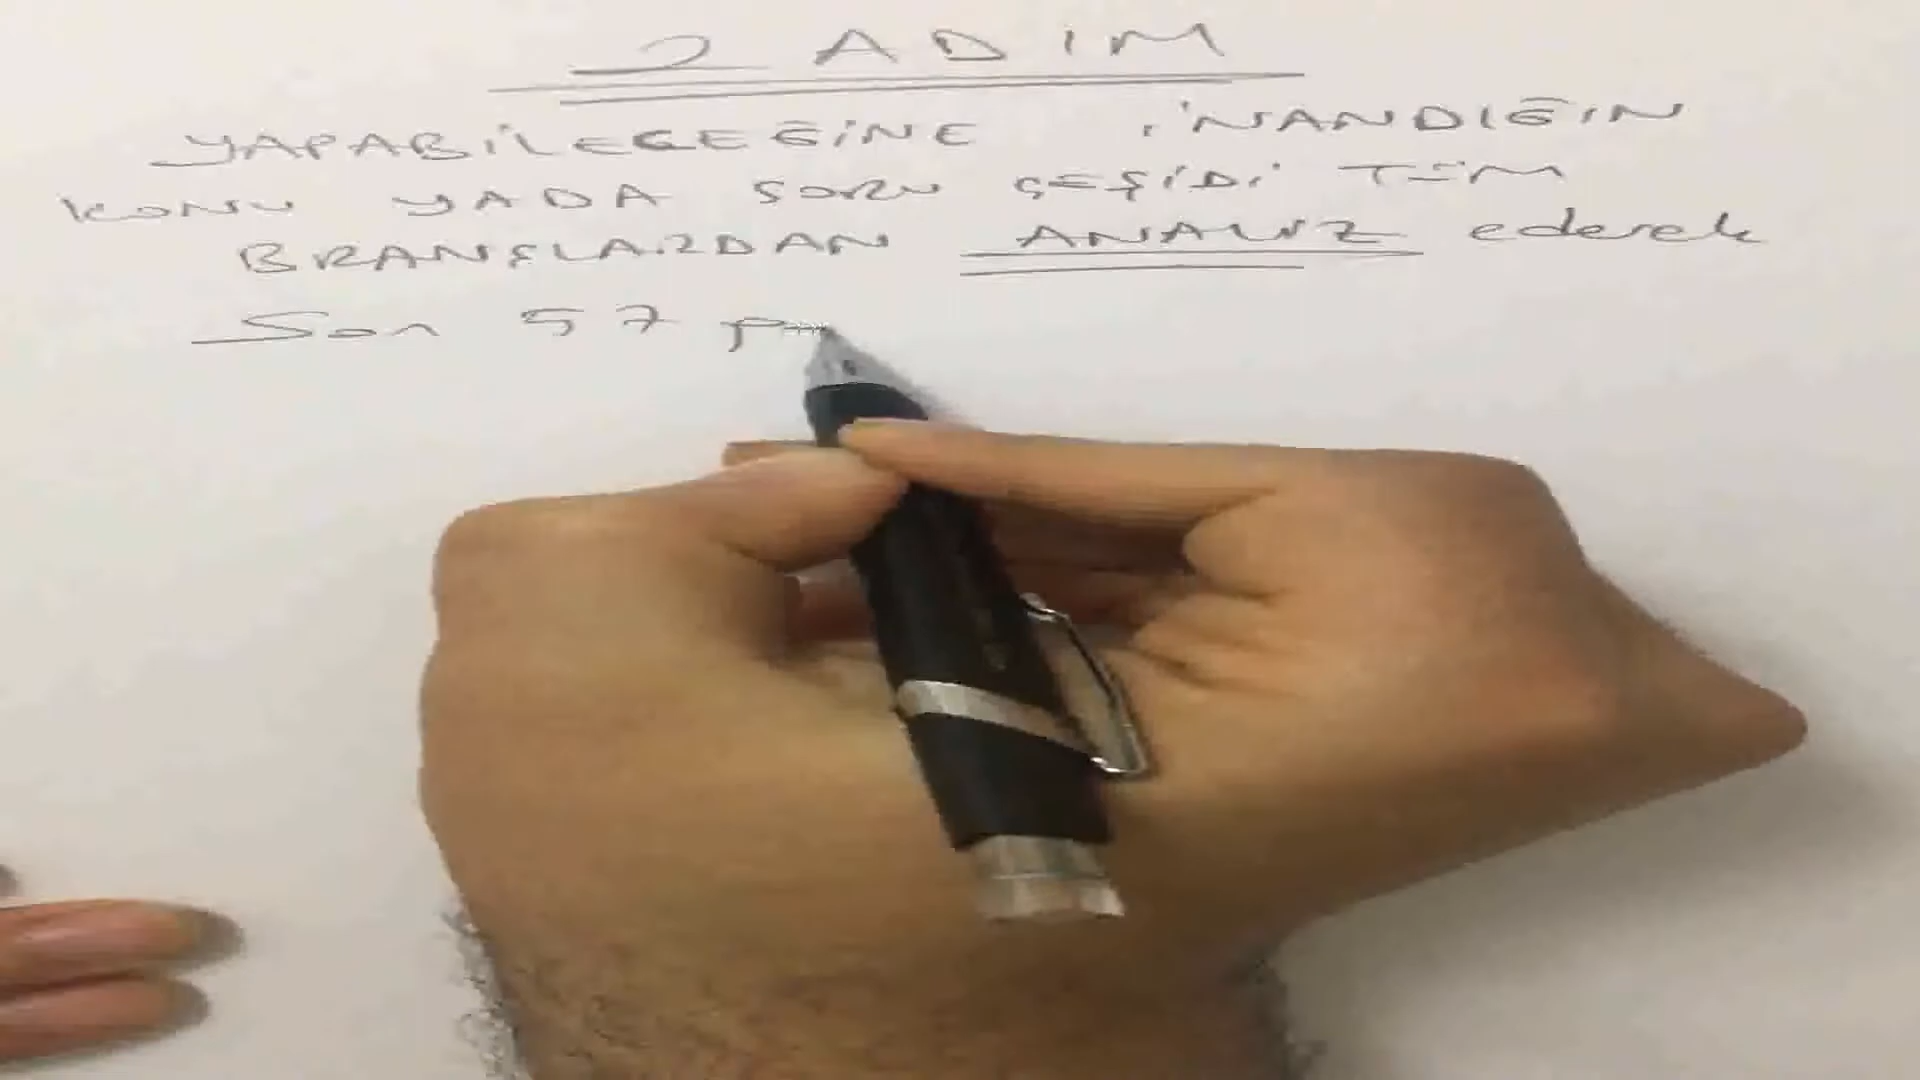 2 ADIM
YAPABİLECEĞİNE İNANDIĞIN
KONU YADA SORU ÇEŞİDİ TÜM
BRANŞLARDAN ANALİZ ederek
Son 57 p